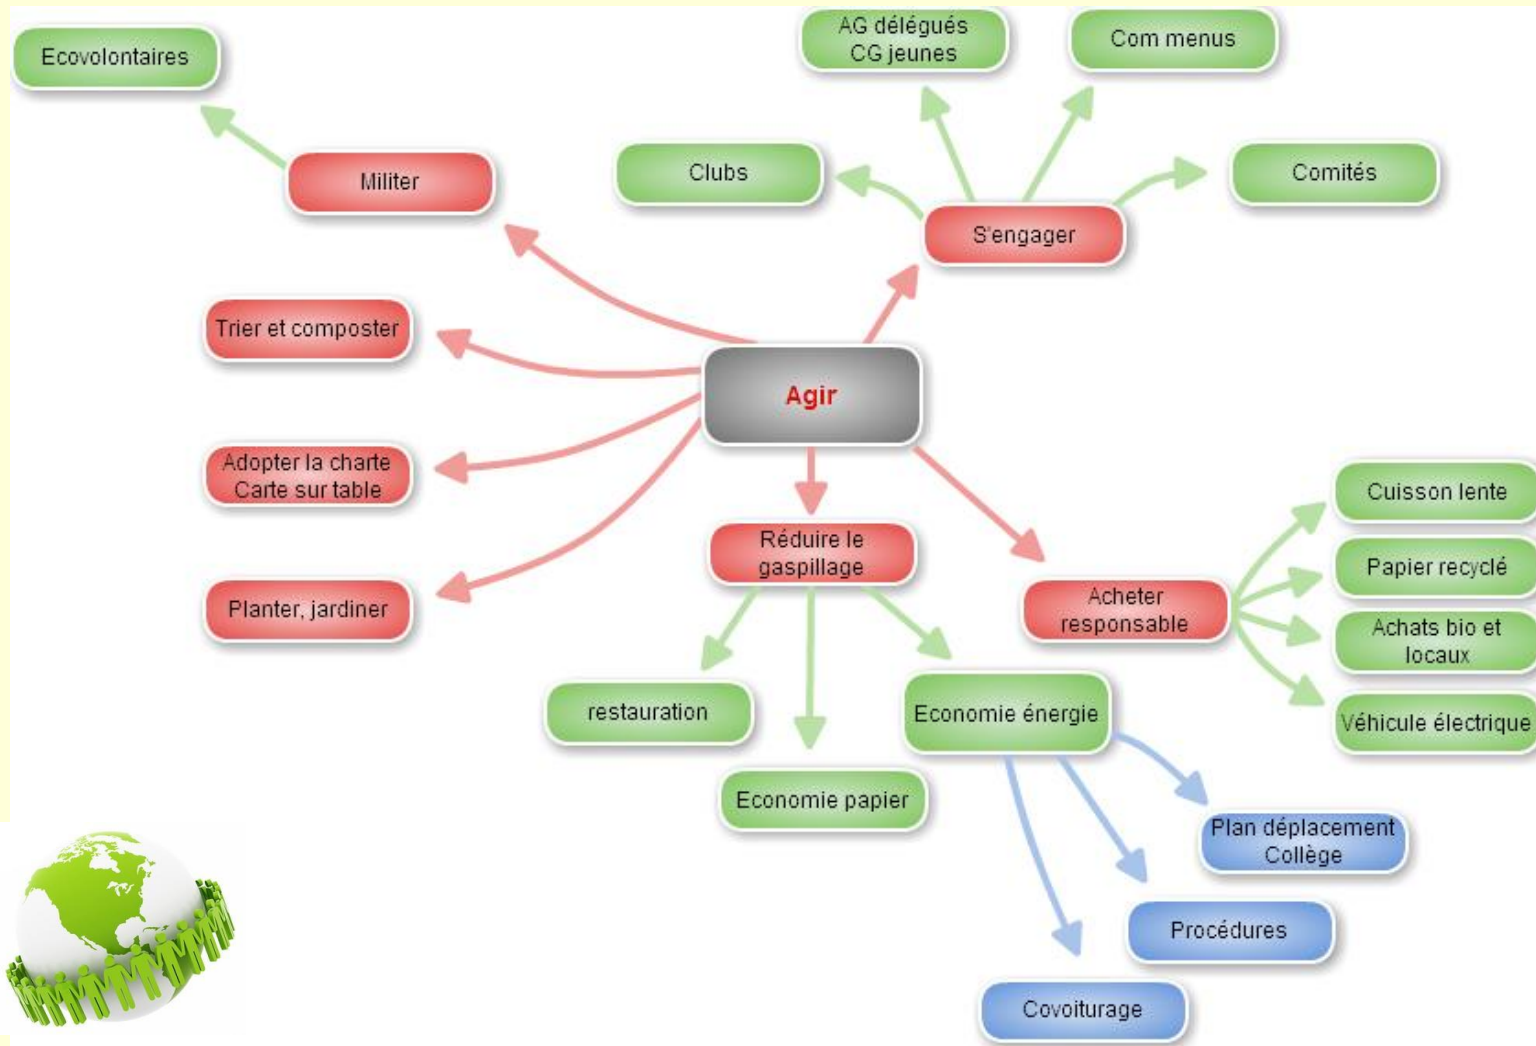 Ecovolontaires
AG délégués
CG jeunes
Com menus
Militer
Clubs
Comités
S'engager
Trier et composter
Agir
Adopter la charte
Carte sur table
Cuisson lente
Réduire le
gaspillage
Papier recyclé
Planter, jardiner
Acheter
responsable
Achats bio et
locaux
restauration
Economie énergie
Véhicule électrique
Economie papier
Plan déplacement
Collège
Procédures
Covoiturage